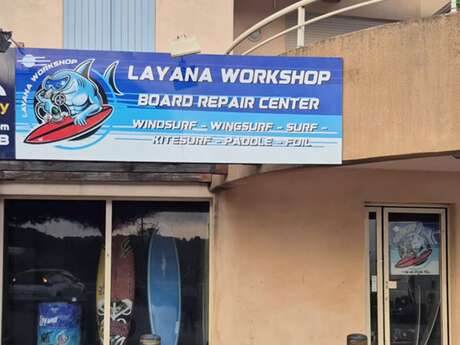 LAYANA WORKSHOP
LAYANA WORKSHOP
BOARD REPAIR CENTER
WINDSURF - WINGSURF - SURF -
KITESURF - PADDLE - FOIL